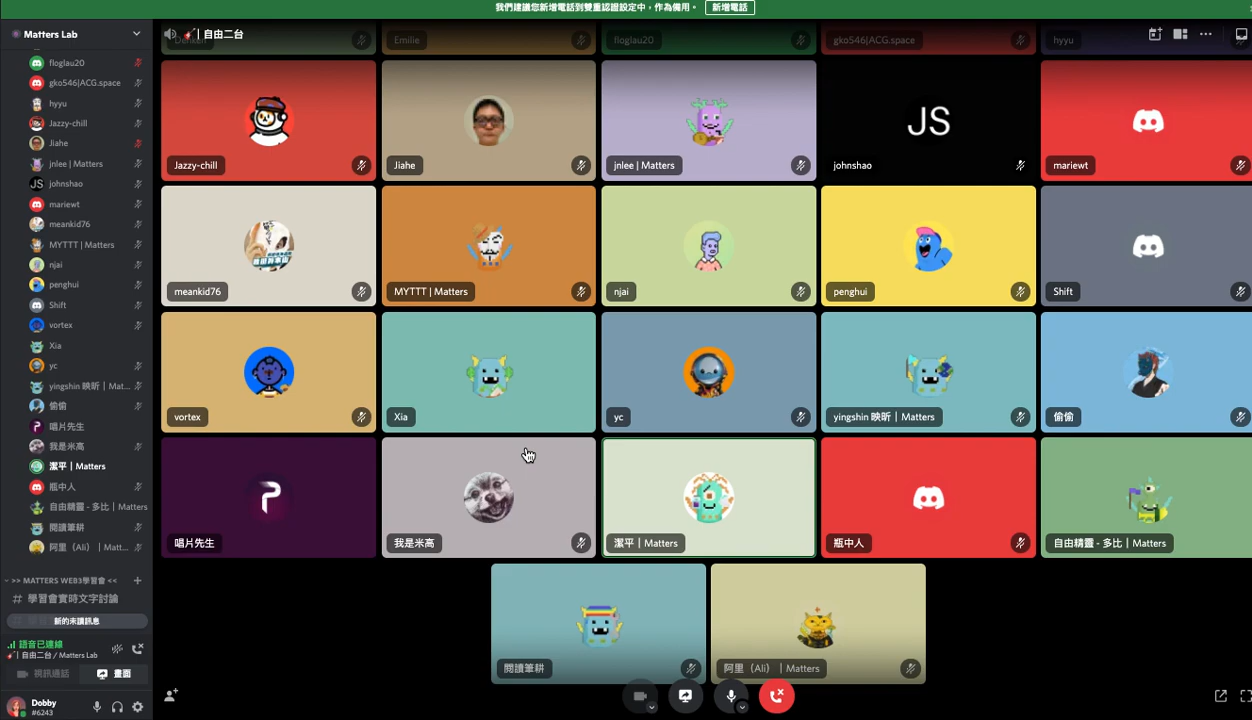 我們建議您新增電話到雙重認證設定中，作為備用。 新增電話
Matters Lab
自由二台
Emilie
floglau20
gko546|ACG.space
hyyu
floglau20
gko546|ACG.space
hyyu
Jazzy-chill
Jiahe
jnlee | Matters
JS johnshao
mariewt
meankid76
MYTTT | Matters
njai
penghui
Shift
vortex
Xia
yc
yingshin 映昕 | Mat...
偷偷
唱片先生
我是米高
潔平 | Matters
瓶中人
自由精靈 - 多比 | Matters
閱讀筆耕
阿里（Ali） | Matt...
>> MATTERS WEB3學習會 <<
# 學習會實時文字討論
新的未讀訊息
語音已連線
自由二台 / Matters Lab
視訊通話
畫面
Dobby
#6243
Jazzy-chill
Jiahe
jnlee | Matters
JS
johnshao
mariewt
meankid76
MYTTT | Matters
njai
penghui
Shift
vortex
Xia
yc
yingshin 映昕 | Matters
偷偷
唱片先生
我是米高
潔平 | Matters
瓶中人
自由精靈 - 多比 | Matters
閱讀筆耕
阿里（Ali） | Matters